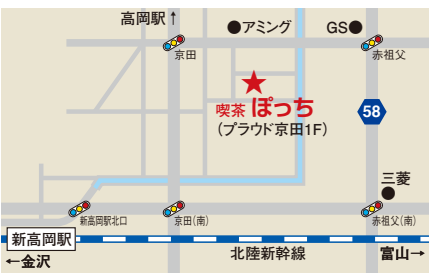 高岡駅↑
●アミング
GS●
京田
赤祖父
喫茶 ぽっち
(プラウド京田1F)
58
三菱
新高岡駅北口
京田(南)
赤祖父(南)
新高岡駅
←金沢
北陸新幹線
富山→